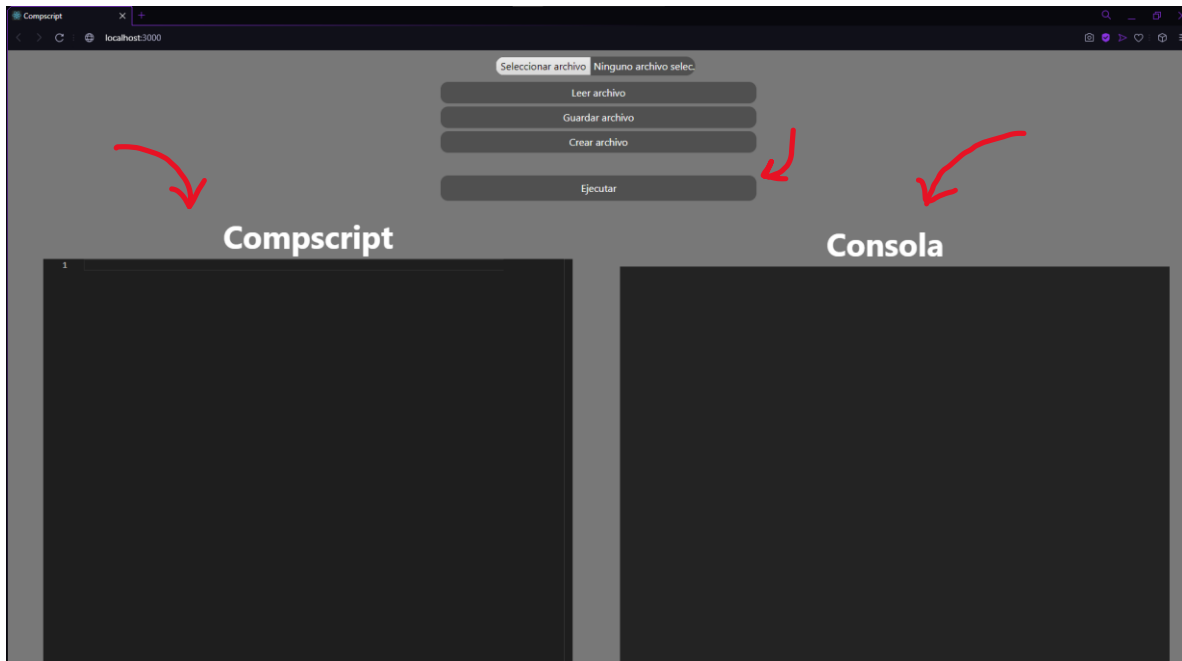 Compscript
localhost:3000
Seleccionar archivo Ninguno archivo selec.
Leer archivo
Guardar archivo
Crear archivo
Ejecutar
Compscript
Consola
1